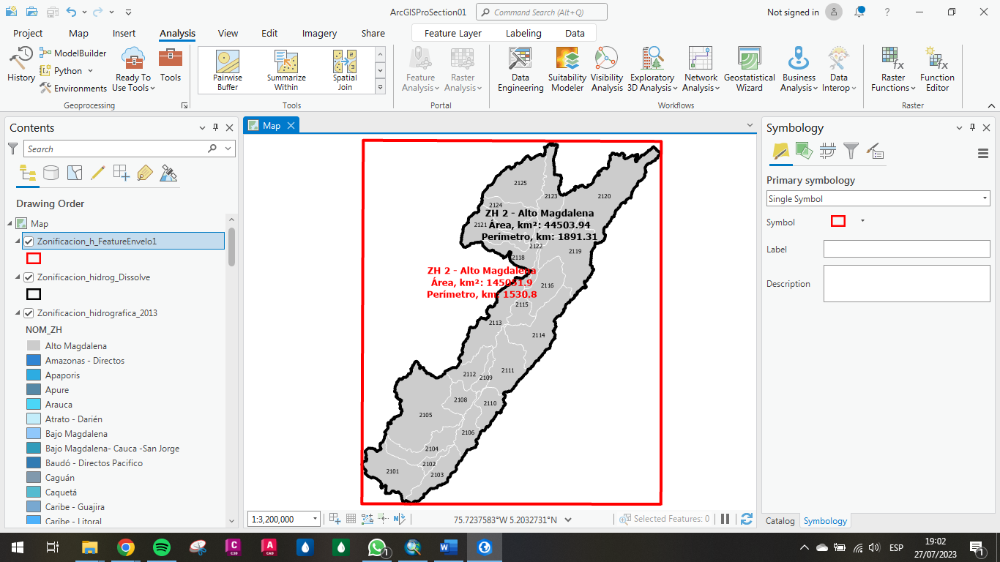 ArcGISProSection01
Command Search (Alt+Q)
Not signed in
Project Map Insert Analysis View Edit Imagery Share Feature Layer Labeling Data
History
ModelBuilder
Python
Environments
Ready To Use Tools
Tools
Geoprocessing
Pairwise Buffer
Summarize Within
Spatial Join
Tools
Feature Analysis
Raster Analysis
Portal
Data Engineering
Suitability Modeler
Visibility Analysis
Exploratory 3D Analysis
Network Analysis
Geostatistical Wizard
Business Analysis
Data Interop
Workflows
Raster Functions
Function Editor
Raster
Contents
Search
Drawing Order
Map
Zonificacion_h_FeatureEnvelo1
Zonificacion_hidrog_Dissolve
Zonificacion_hidrografica_2013
NOM_ZH
Alto Magdalena
Amazonas - Directos
Apaporis
Apure
Arauca
Atrato - Darién
Bajo Magdalena
Bajo Magdalena- Cauca -San Jorge
Baudó - Directos Pacifico
Caguán
Caquetá
Caribe - Guajira
Caribe - Litoral
Map
2125
2123
2120
2124
ZH 2 - Alto Magdalena
Área, km²: 44503.94
2121
Perímetro, km: 1891.31
2122
2119
2118
ZH 2 - Alto Magdalena
Área, km²: 145031.9
Perímetro, km: 1530.8
2116
2115
2113
2114
2111
2112
2109
2108
2110
2105
2106
2104
2102
2101
2103
1:3,200,000
75.7237583°W 5.2032731°N
Selected Features: 0
Symbology
Primary symbology
Single Symbol
Symbol
Label
Description
Catalog Symbology
C
C3D
A
CAD
1
W
ESP
19:02
27/07/2023
1